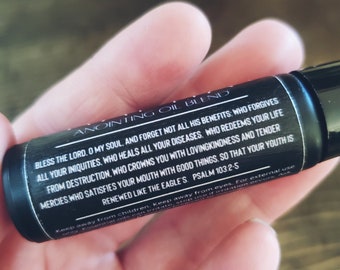 ANOINTING OIL BLEND
BLESS THE LORD, O MY SOUL, AND FORGET NOT ALL HIS BENEFITS: WHO FORGIVES
ALL YOUR INIQUITIES, WHO HEALS ALL YOUR DISEASES, WHO REDEEMS YOUR LIFE
FROM DESTRUCTION, WHO CROWNS YOU WITH LOVINGKINDNESS AND TENDER
MERCIES WHO SATISFIES YOUR MOUTH WITH GOOD THINGS, SO THAT YOUR YOUTH IS
RENEWED LIKE THE EAGLE'S. PSALM 103:2-5
Keep away from children. Keep away from eyes. For external use